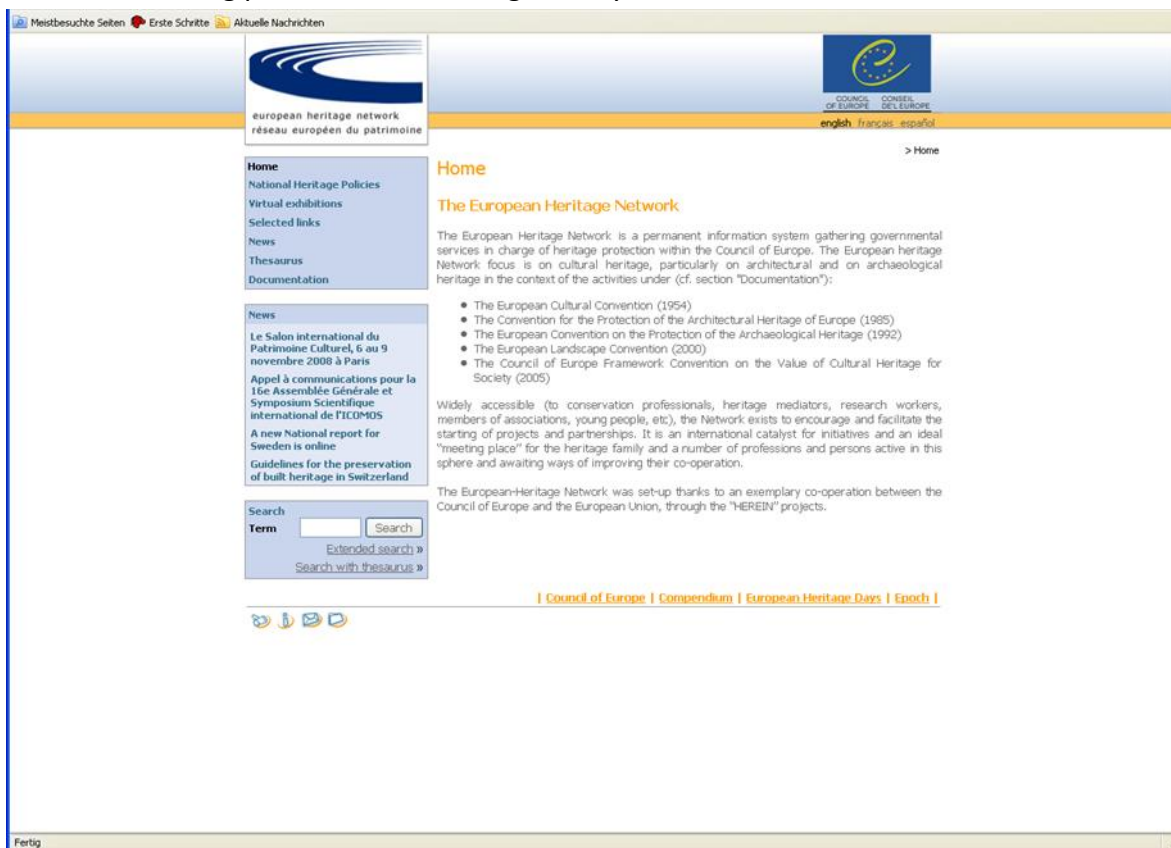 Meistbesuchte Seiten Erste Schritte Aktuelle Nachrichten
european heritage network
réseau européen du patrimoine
COUNCIL CONSEIL
OF EUROPE DE L'EUROPE
english français español
> Home
Home
National Heritage Policies
Virtual exhibitions
Selected links
News
Thesaurus
Documentation
News
Le Salon international du
Patrimoine Culturel, 6 au 9
novembre 2008 à Paris
Appel à communications pour la
16e Assemblée Générale et
Symposium Scientifique
international de l'ICOMOS
A new National report for
Sweden is online
Guidelines for the preservation
of built heritage in Switzerland
Search
Term Search
Extended search »
Search with thesaurus »
Home
The European Heritage Network
The European Heritage Network is a permanent information system gathering governmental
services in charge of heritage protection within the Council of Europe. The European heritage
Network focus is on cultural heritage, particularly on architectural and on archaeological
heritage in the context of the activities under (cf. section "Documentation"):
● The European Cultural Convention (1954)
● The Convention for the Protection of the Architectural Heritage of Europe (1985)
● The European Convention on the Protection of the Archaeological Heritage (1992)
● The European Landscape Convention (2000)
● The Council of Europe Framework Convention on the Value of Cultural Heritage for
Society (2005)
Widely accessible (to conservation professionals, heritage mediators, research workers,
members of associations, young people, etc), the Network exists to encourage and facilitate the
starting of projects and partnerships. It is an international catalyst for initiatives and an ideal
"meeting place" for the heritage family and a number of professions and persons active in this
sphere and awaiting ways of improving their co-operation.
The European-Heritage Network was set-up thanks to an exemplary co-operation between the
Council of Europe and the European Union, through the "HEREIN" projects.
| Council of Europe | Compendium | European Heritage Days | Epoch |
Fertig